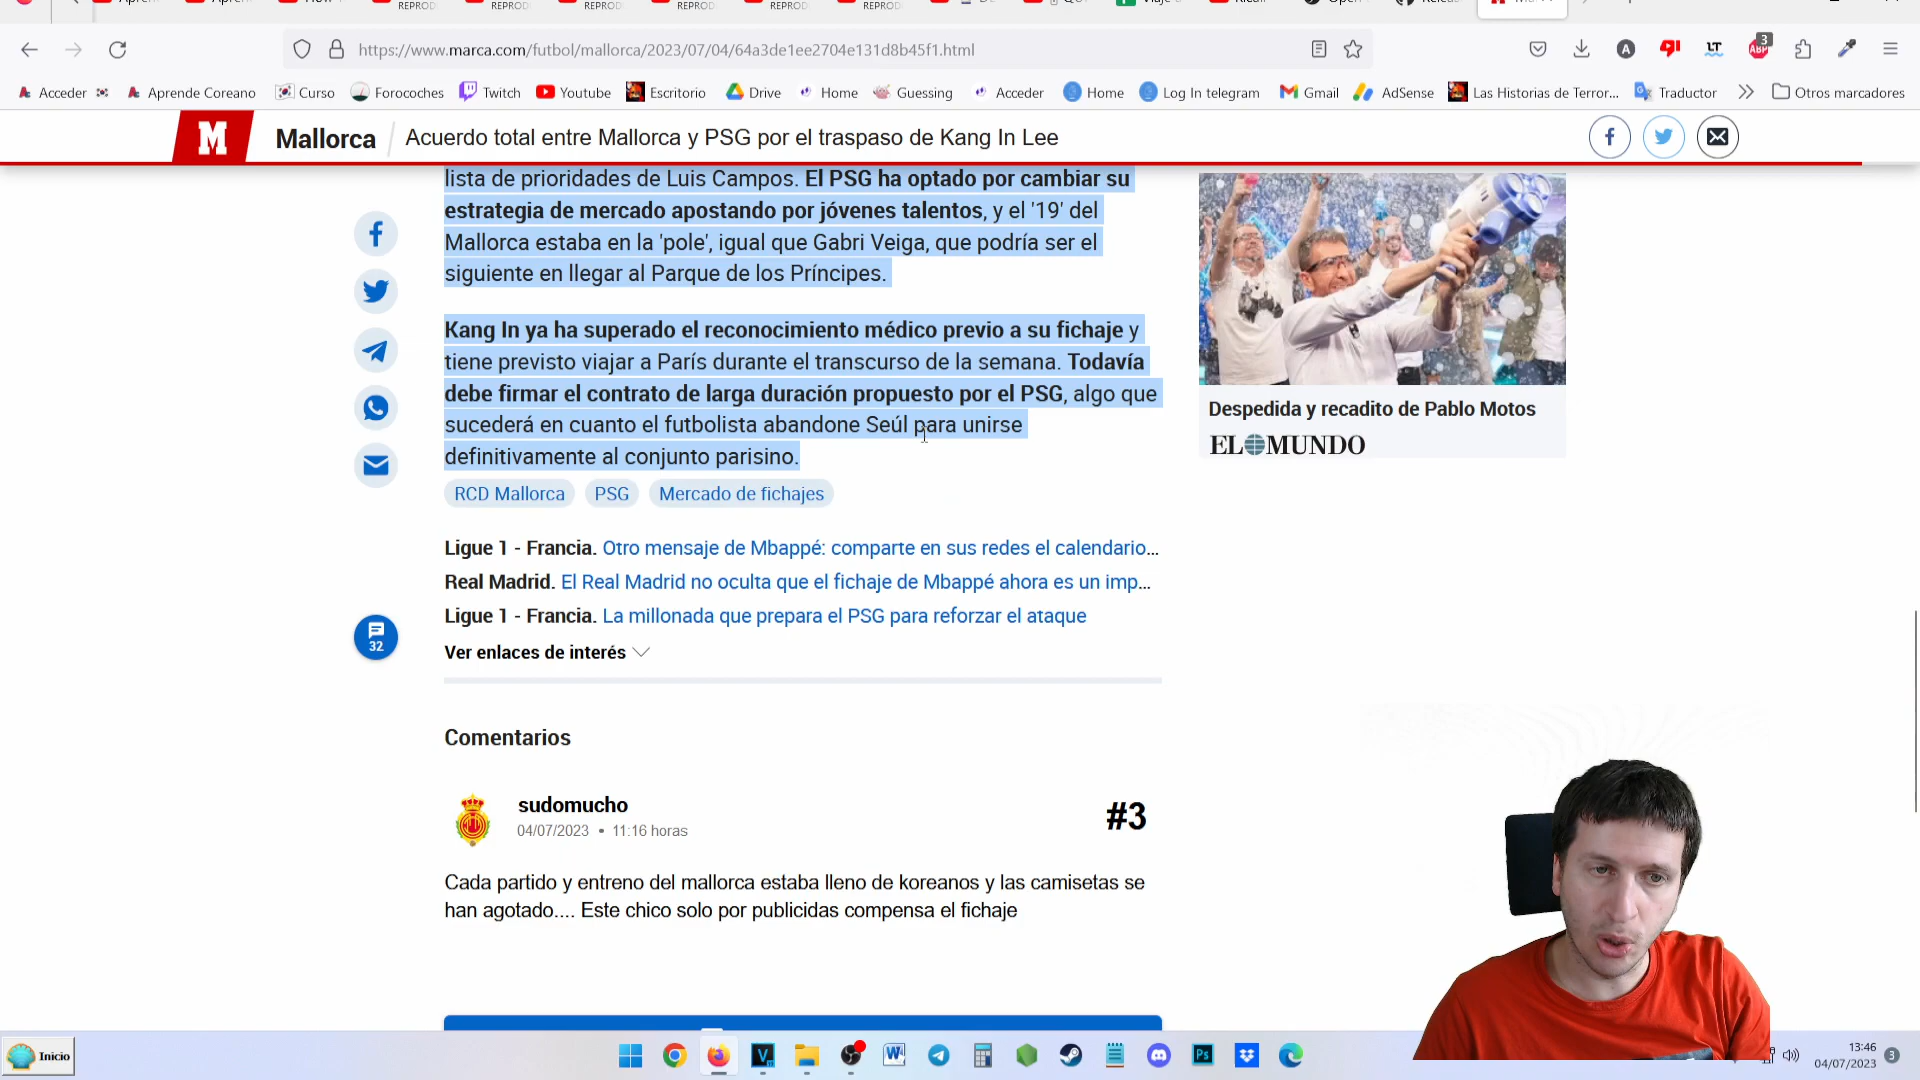 REPROD
REPROD
REPROD
REPROD
REPROD
REPROD
https://www.marca.com/futbol/mallorca/2023/07/04/64a3de1ee2704e131d8b45f1.html
A
LT
ABP
3
Acceder
Aprende Coreano
Curso
Forocoches
Twitch
Youtube
Escritorio
Drive
Home
Guessing
Acceder
Home
Log In telegram
Gmail
AdSense
Las Historias de Terror...
Traductor
Otros marcadores
M
Mallorca
Acuerdo total entre Mallorca y PSG por el traspaso de Kang In Lee
lista de prioridades de Luis Campos. El PSG ha optado por cambiar su
estrategia de mercado apostando por jóvenes talentos, y el '19' del
Mallorca estaba en la 'pole', igual que Gabri Veiga, que podría ser el
siguiente en llegar al Parque de los Príncipes.
Kang In ya ha superado el reconocimiento médico previo a su fichaje y
tiene previsto viajar a París durante el transcurso de la semana. Todavía
debe firmar el contrato de larga duración propuesto por el PSG, algo que
sucederá en cuanto el futbolista abandone Seúl para unirse
definitivamente al conjunto parisino.
RCD Mallorca
PSG
Mercado de fichajes
Ligue 1 - Francia. Otro mensaje de Mbappé: comparte en sus redes el calendario...
Real Madrid. El Real Madrid no oculta que el fichaje de Mbappé ahora es un imp...
Ligue 1 - Francia. La millonada que prepara el PSG para reforzar el ataque
32
Ver enlaces de interés
Despedida y recadito de Pablo Motos
EL MUNDO
Comentarios
sudomucho
04/07/2023 • 11:16 horas
#3
Cada partido y entreno del mallorca estaba lleno de koreanos y las camisetas se
han agotado.... Este chico solo por publicidas compensa el fichaje
Inicio
13:46
04/07/2023
3